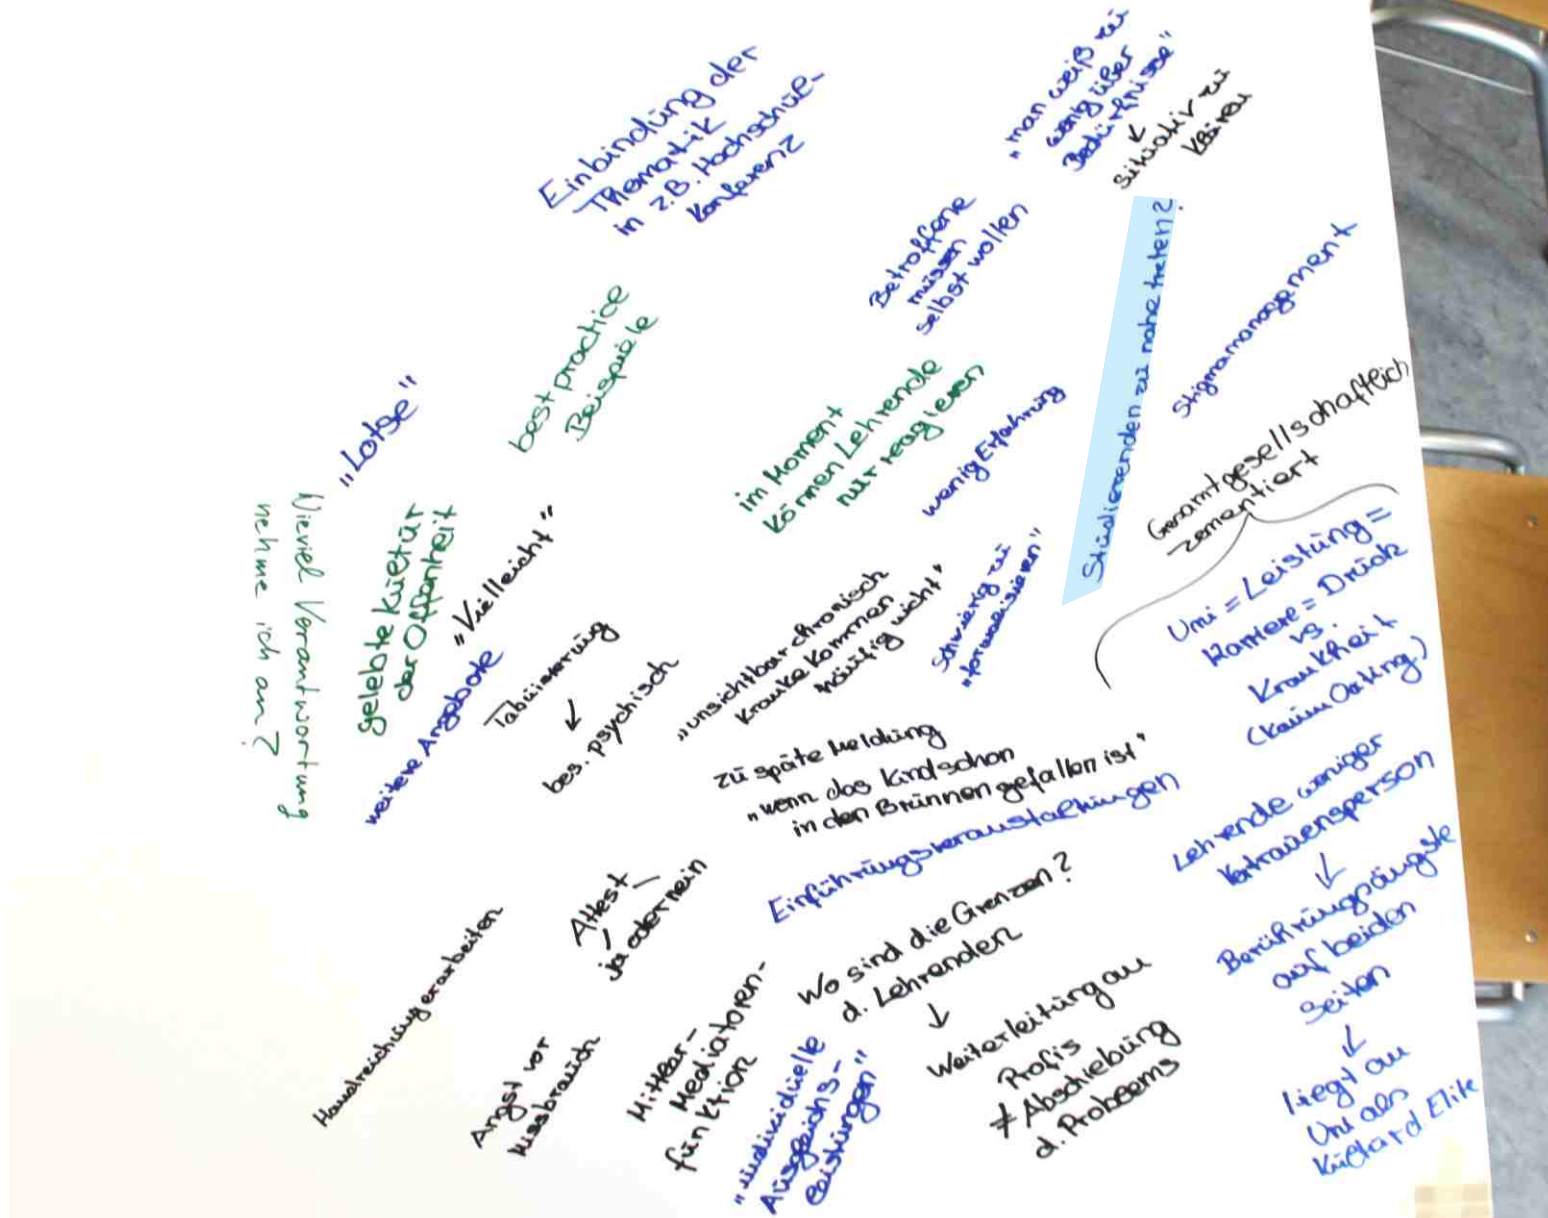 Einbindung der
Thematik
in z.B. Hochschul-
Konferenz
„man weiß zu
wenig über
Bedürfnisse"
↙
Situativ zu
klären
Betroffene
müssen
selbst wollen
Studierenden zu nahe treten?
Stigmamanagement
best practice
Beispiele
„Lotse"
im Moment
können Lehrende
nur reagieren
wenig Erfahrung
Gesamtgesellschaftlich
zementiert
Uni = Leistung =
Karriere = Druck
vs.
Krankheit
(kaum Outing)
Wieviel Verantwortung
nehme ich an?
gelebte Kultur
der Offenheit
„Vielleicht"
weitere Angebote
Tabuisierung
↙
bes. psychisch
„unsichtbar chronisch
Kranke kommen
häufig nicht"
Schwierig zu
„formalisieren"
zu späte Meldung
„wenn das Kind schon
in den Brunnen gefallen ist"
Einführungsveranstaltungen
Lehrende weniger
Vertrauensperson
↓
Berührungsängste
auf beiden
Seiten
↓
liegt an
Uni als
Kultard Elite
Attest
ja oder nein
Handreichung erarbeiten
Angst vor
Missbrauch
Mittler-
Mediatoren-
funktion
„individuelle
Ausgleichs-
leistungen"
Wo sind die Grenzen?
d. Lehrenden
↓
Weiterleitung an
Profis
≠ Abschiebung
d. Problems